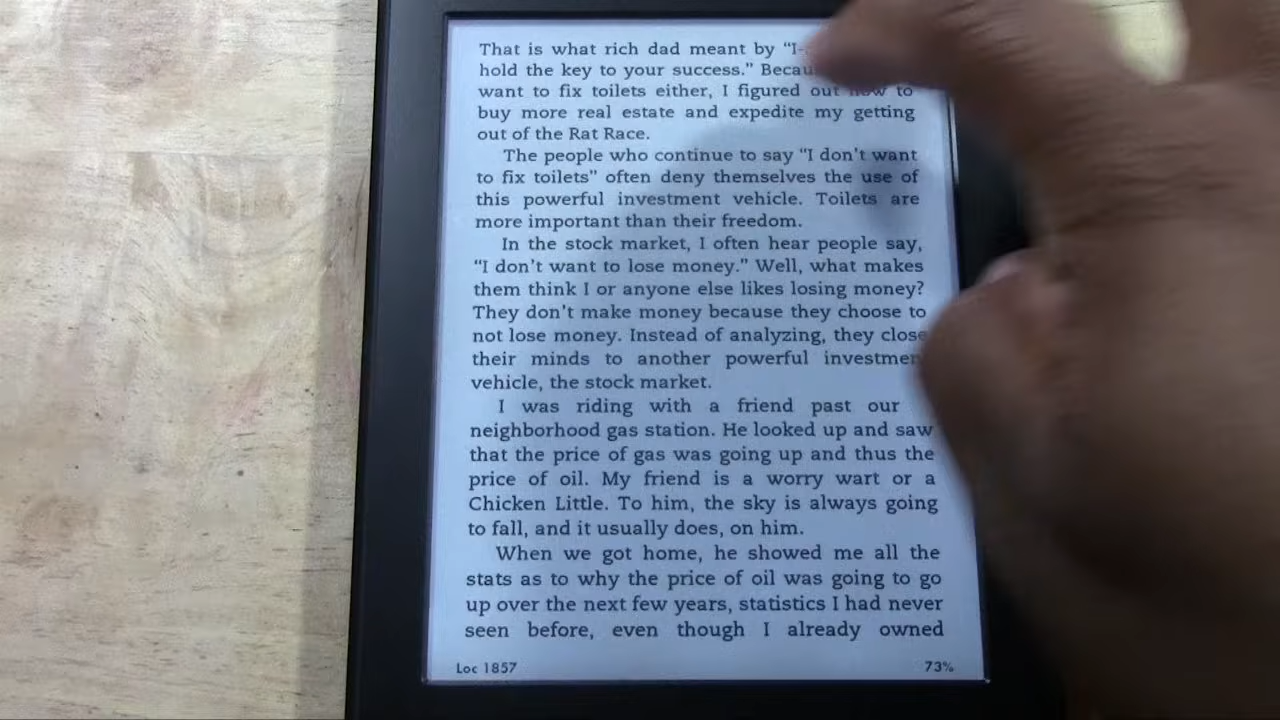 That is what rich dad meant by “I-
hold the key to your success.”
want to fix toilets either, I figured out how to
buy more real estate and expedite my getting
out of the Rat Race.
The people who continue to say “I don’t want
to fix toilets” often deny themselves the use of
this powerful investment vehicle. Toilets are
more important than their freedom.
In the stock market, I often hear people say,
“I don’t want to lose money.” Well, what makes
them think I or anyone else likes losing money?
They don’t make money because they choose to
not lose money. Instead of analyzing, they close
their minds to another powerful investment
vehicle, the stock market.
I was riding with a friend past our
neighborhood gas station. He looked up and saw
that the price of gas was going up and thus the
price of oil. My friend is a worry wart or a
Chicken Little. To him, the sky is always going
to fall, and it usually does, on him.
When we got home, he showed me all the
stats as to why the price of oil was going to go
up over the next few years, statistics I had never
seen before, even though I already owned
Loc 1857 73%